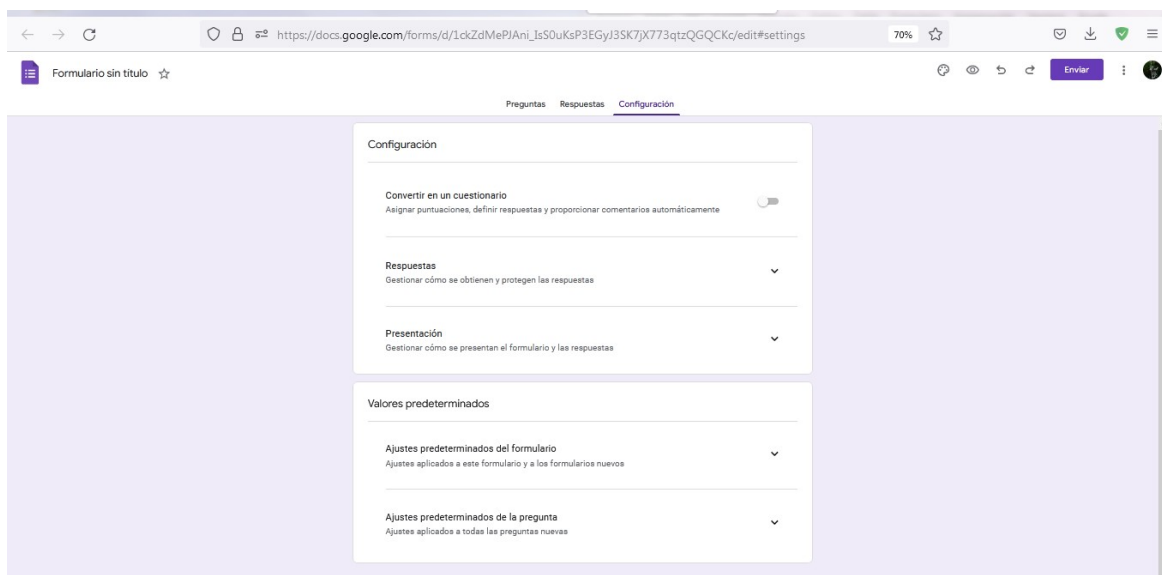 https://docs.google.com/forms/d/1ckZdMePJAni_IsS0uKsP3EGyJ3SK7jX773qtzQGQCKc/edit#settings 70%
Formulario sin título Enviar
Preguntas Respuestas Configuración
Configuración
Convertir en un cuestionario
Asignar puntuaciones, definir respuestas y proporcionar comentarios automáticamente
Respuestas
Gestionar cómo se obtienen y protegen las respuestas
Presentación
Gestionar cómo se presentan el formulario y las respuestas
Valores predeterminados
Ajustes predeterminados del formulario
Ajustes aplicados a este formulario y a los formularios nuevos
Ajustes predeterminados de la pregunta
Ajustes aplicados a todas las preguntas nuevas